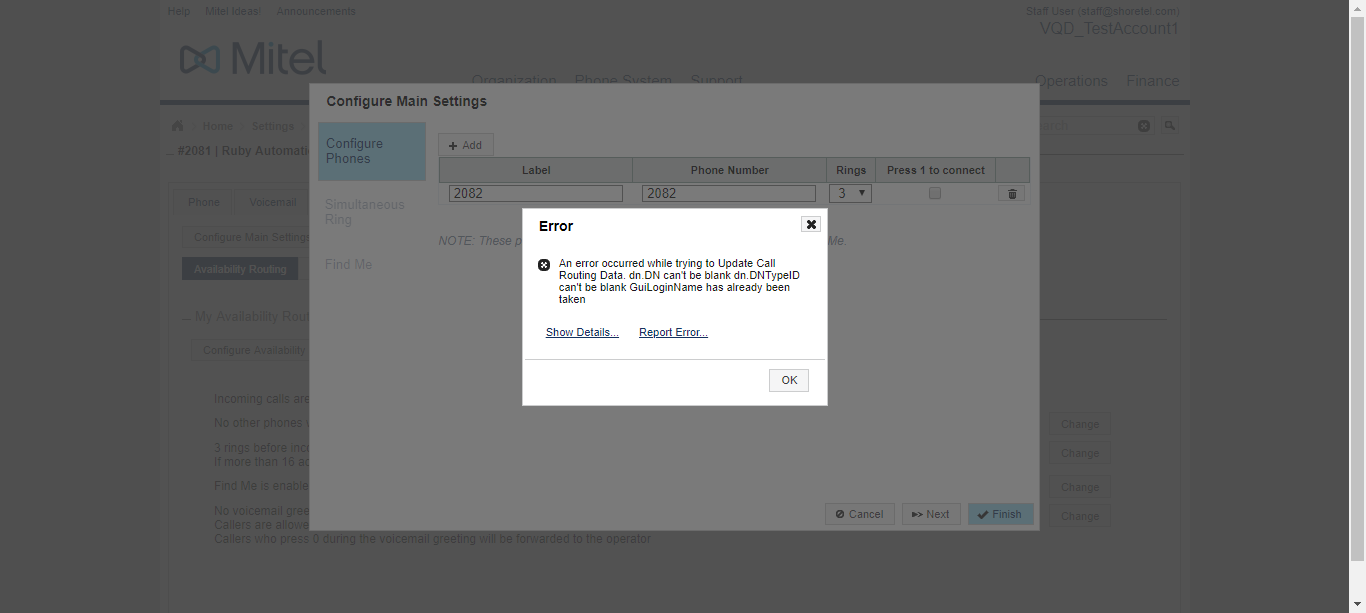 Help Mitel Ideas! Announcements
Staff User (staff@shoretel.com)
VQD_TestAccount1
Mitel
Organization Phone System Support
Operations Finance
Configure Main Settings
Home Settings
#2081 | Ruby Automati
Configure
Phones
+ Add
Label Phone Number Rings Press 1 to connect
2082 2082 3
Simultaneous
Ring
Phone Voicemail
Configure Main Settings
NOTE: These p
Me.
Find Me
Availability Routing
Error
An error occurred while trying to Update Call
Routing Data. dn.DN can't be blank dn.DNTypeID
can't be blank GuiLoginName has already been
taken
Show Details... Report Error...
OK
My Availability Rout
Configure Availability
Incoming calls are
No other phones
Change
3 rings before inco
if more than 16 ad
Change
Find Me is enable
Change
No voicemail gree
Callers are allowe
Change
Callers who press 0 during the voicemail greeting will be forwarded to the operator
Cancel Next Finish